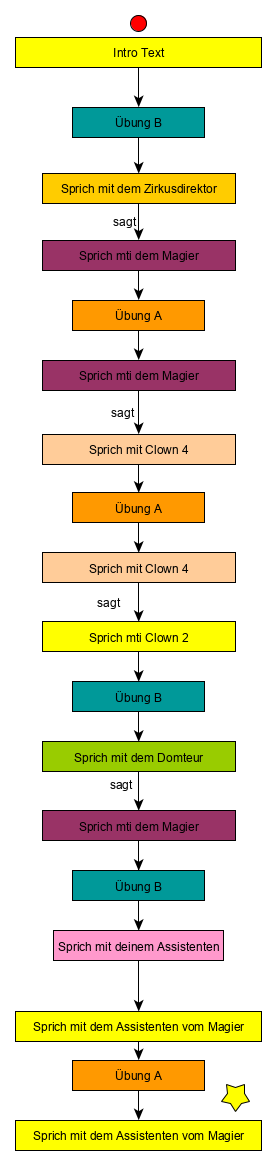 Intro Text
Übung B
Sprich mit dem Zirkusdirektor
sagt
Sprich mti dem Magier
Übung A
Sprich mti dem Magier
sagt
Sprich mit Clown 4
Übung A
Sprich mit Clown 4
sagt
Sprich mti Clown 2
Übung B
Sprich mit dem Domteur
sagt
Sprich mti dem Magier
Übung B
Sprich mit deinem Assistenten
Sprich mit dem Assistenten vom Magier
Übung A
Sprich mit dem Assistenten vom Magier